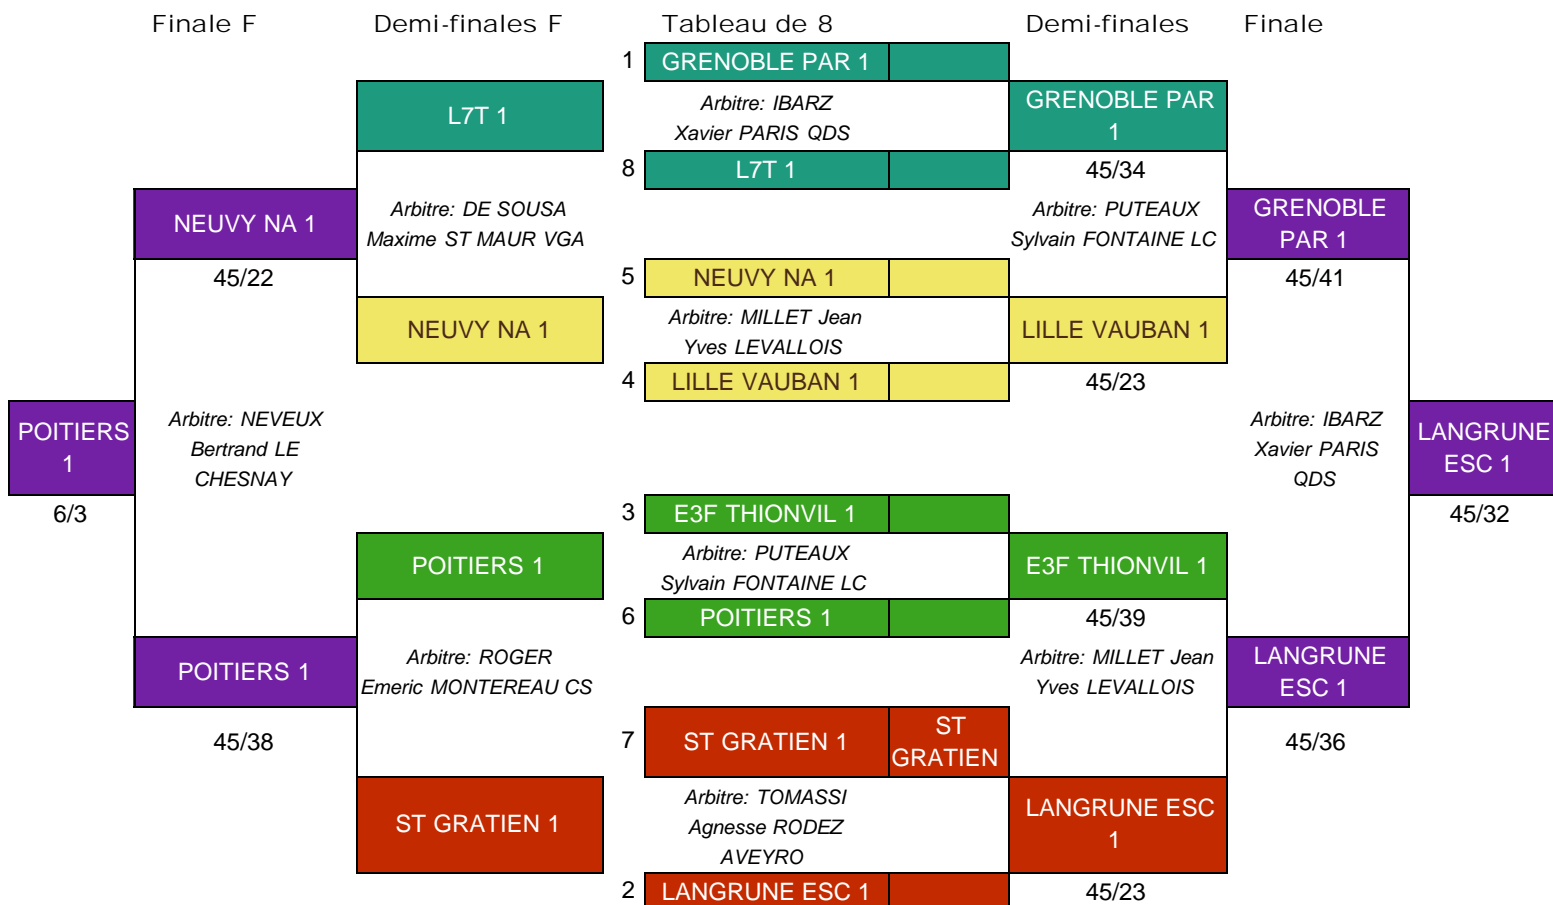 Finale F
Demi-finales F
Tableau de 8
Demi-finales
Finale
1
GRENOBLE PAR 1
L7T 1
Arbitre: IBARZ
Xavier PARIS QDS
GRENOBLE PAR
1
8
L7T 1
45/34
NEUVY NA 1
45/22
Arbitre: DE SOUSA
Maxime ST MAUR VGA
Arbitre: PUTEAUX
Sylvain FONTAINE LC
GRENOBLE
PAR 1
45/41
5
NEUVY NA 1
NEUVY NA 1
Arbitre: MILLET Jean
Yves LEVALLOIS
LILLE VAUBAN 1
4
LILLE VAUBAN 1
45/23
POITIERS
1
6/3
Arbitre: NEVEUX
Bertrand LE
CHESNAY
Arbitre: IBARZ
Xavier PARIS
QDS
LANGRUNE
ESC 1
45/32
3
E3F THIONVIL 1
POITIERS 1
Arbitre: PUTEAUX
Sylvain FONTAINE LC
E3F THIONVIL 1
6
POITIERS 1
45/39
POITIERS 1
45/38
Arbitre: ROGER
Emeric MONTEREAU CS
Arbitre: MILLET Jean
Yves LEVALLOIS
LANGRUNE
ESC 1
45/36
7
ST GRATIEN 1
ST
GRATIEN
ST GRATIEN 1
Arbitre: TOMASSI
Agnesse RODEZ
AVEYRO
LANGRUNE ESC
1
2
LANGRUNE ESC 1
45/23